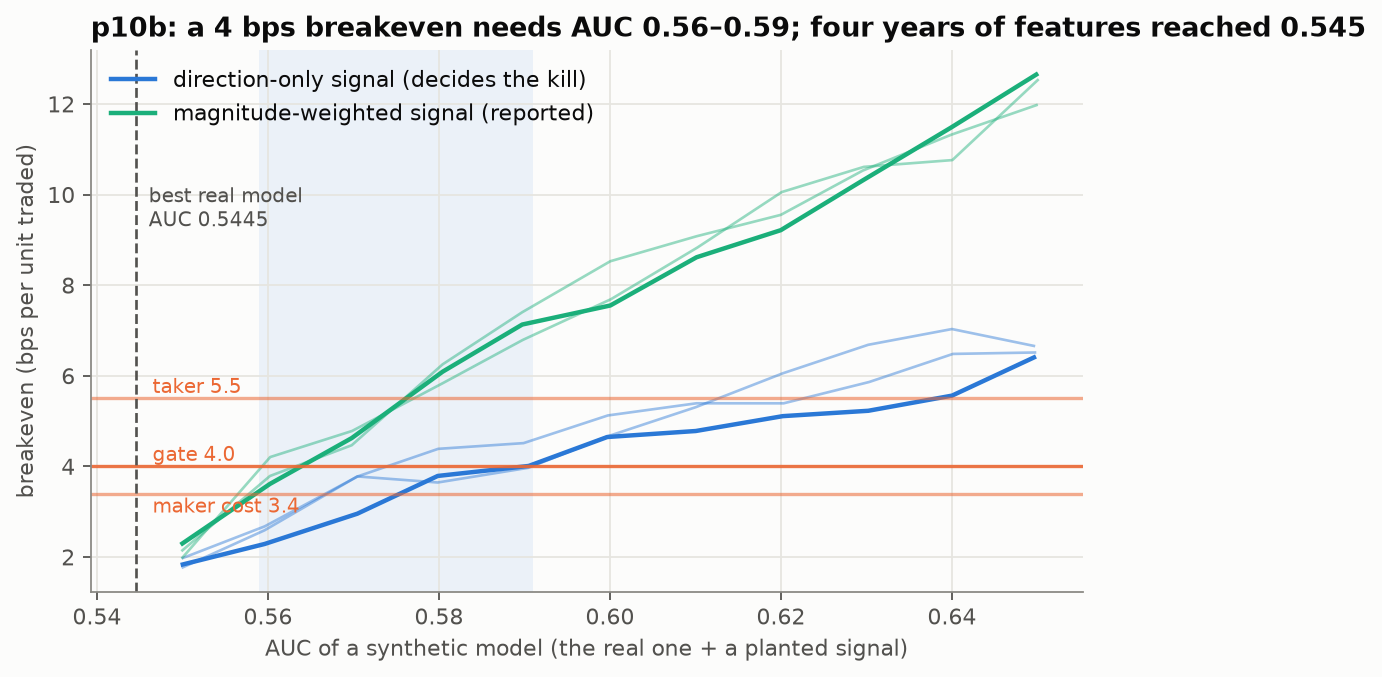 p10b: a 4 bps breakeven needs AUC 0.56–0.59; four years of features reached 0.545
direction-only signal (decides the kill)
magnitude-weighted signal (reported)
best real model
AUC 0.5445
taker 5.5
gate 4.0
maker cost 3.4
breakeven (bps per unit traded)
12
10
8
6
4
2
0.54
0.56
0.58
0.60
0.62
0.64
AUC of a synthetic model (the real one + a planted signal)